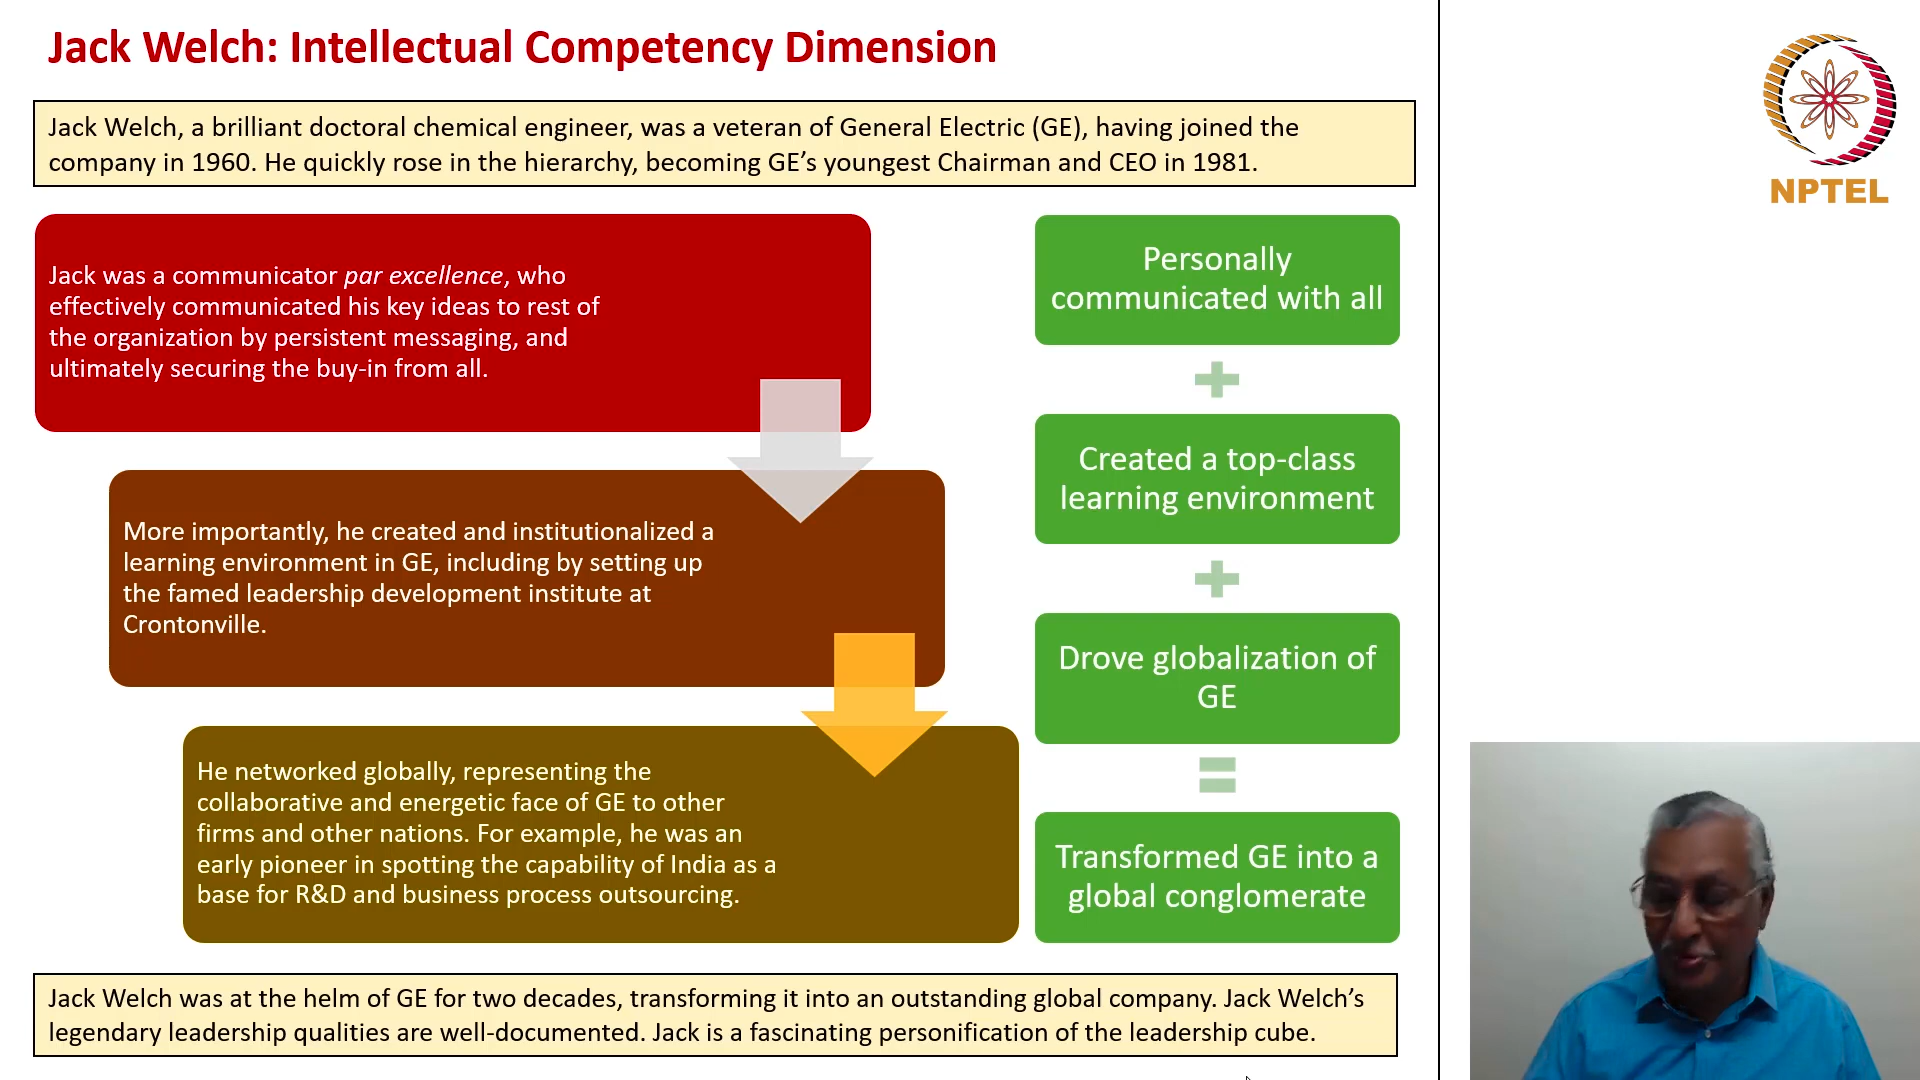 Jack Welch: Intellectual Competency Dimension
Jack Welch, a brilliant doctoral chemical engineer, was a veteran of General Electric (GE), having joined the
company in 1960. He quickly rose in the hierarchy, becoming GE’s youngest Chairman and CEO in 1981.
Jack was a communicator par excellence, who
effectively communicated his key ideas to rest of
the organization by persistent messaging, and
ultimately securing the buy-in from all.
More importantly, he created and institutionalized a
learning environment in GE, including by setting up
the famed leadership development institute at
Crontonville.
He networked globally, representing the
collaborative and energetic face of GE to other
firms and other nations. For example, he was an
early pioneer in spotting the capability of India as a
base for R&D and business process outsourcing.
Personally
communicated with all
Created a top-class
learning environment
Drove globalization of
GE
Transformed GE into a
global conglomerate
Jack Welch was at the helm of GE for two decades, transforming it into an outstanding global company. Jack Welch’s
legendary leadership qualities are well-documented. Jack is a fascinating personification of the leadership cube.
NPTEL